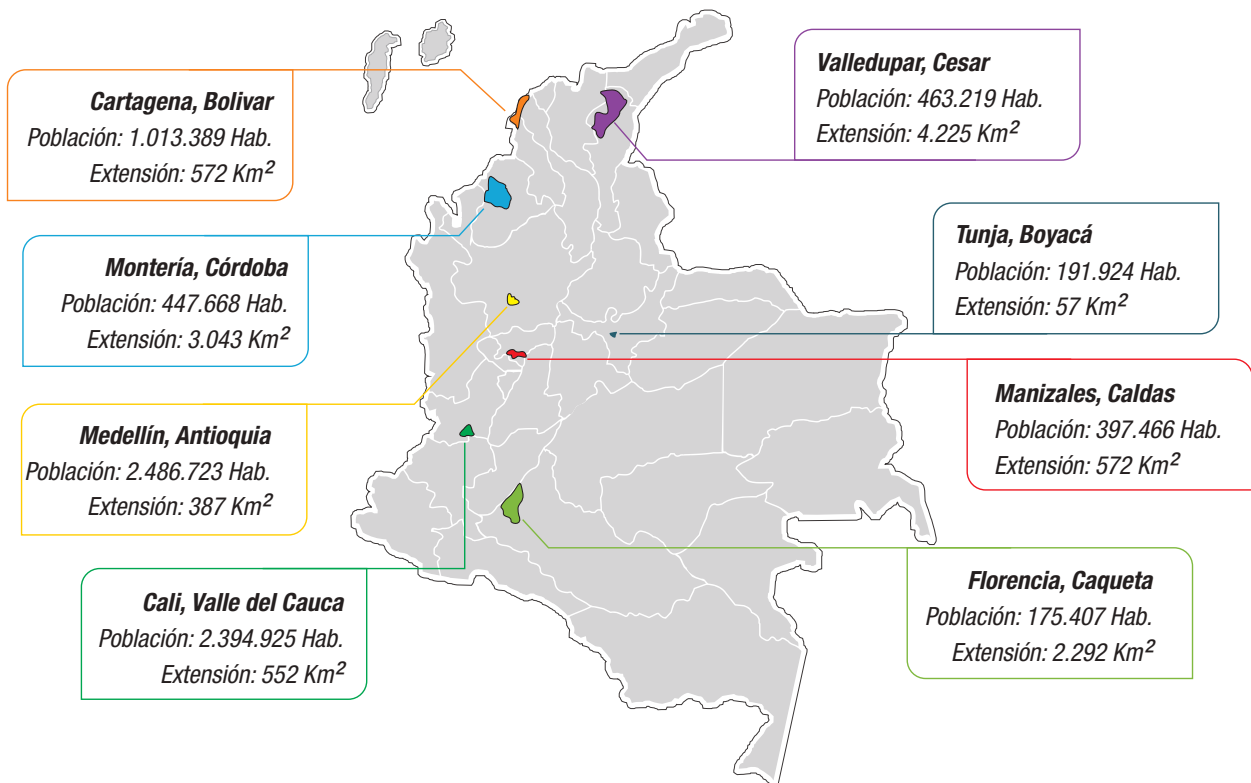 Cartagena, Bolivar
Población: 1.013.389 Hab.
Extensión: 572 Km²
Valledupar, Cesar
Población: 463.219 Hab.
Extensión: 4.225 Km²
Montería, Córdoba
Población: 447.668 Hab.
Extensión: 3.043 Km²
Tunja, Boyacá
Población: 191.924 Hab.
Extensión: 57 Km²
Medellín, Antioquia
Población: 2.486.723 Hab.
Extensión: 387 Km²
Manizales, Caldas
Población: 397.466 Hab.
Extensión: 572 Km²
Cali, Valle del Cauca
Población: 2.394.925 Hab.
Extensión: 552 Km²
Florencia, Caqueta
Población: 175.407 Hab.
Extensión: 2.292 Km²